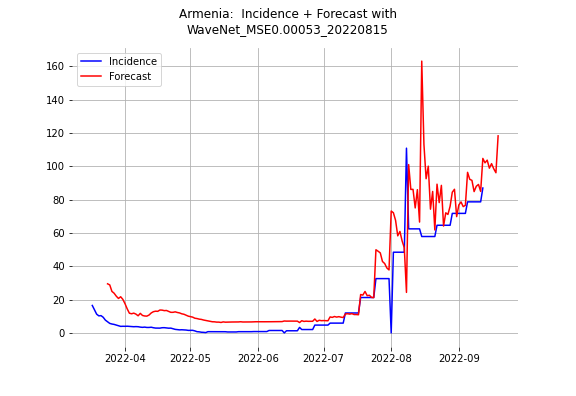 Armenia:  Incidence + Forecast with
WaveNet_MSE0.00053_20220815
Incidence
Forecast
160
140
120
100
80
60
40
20
0
2022-04 2022-05 2022-06 2022-07 2022-08 2022-09